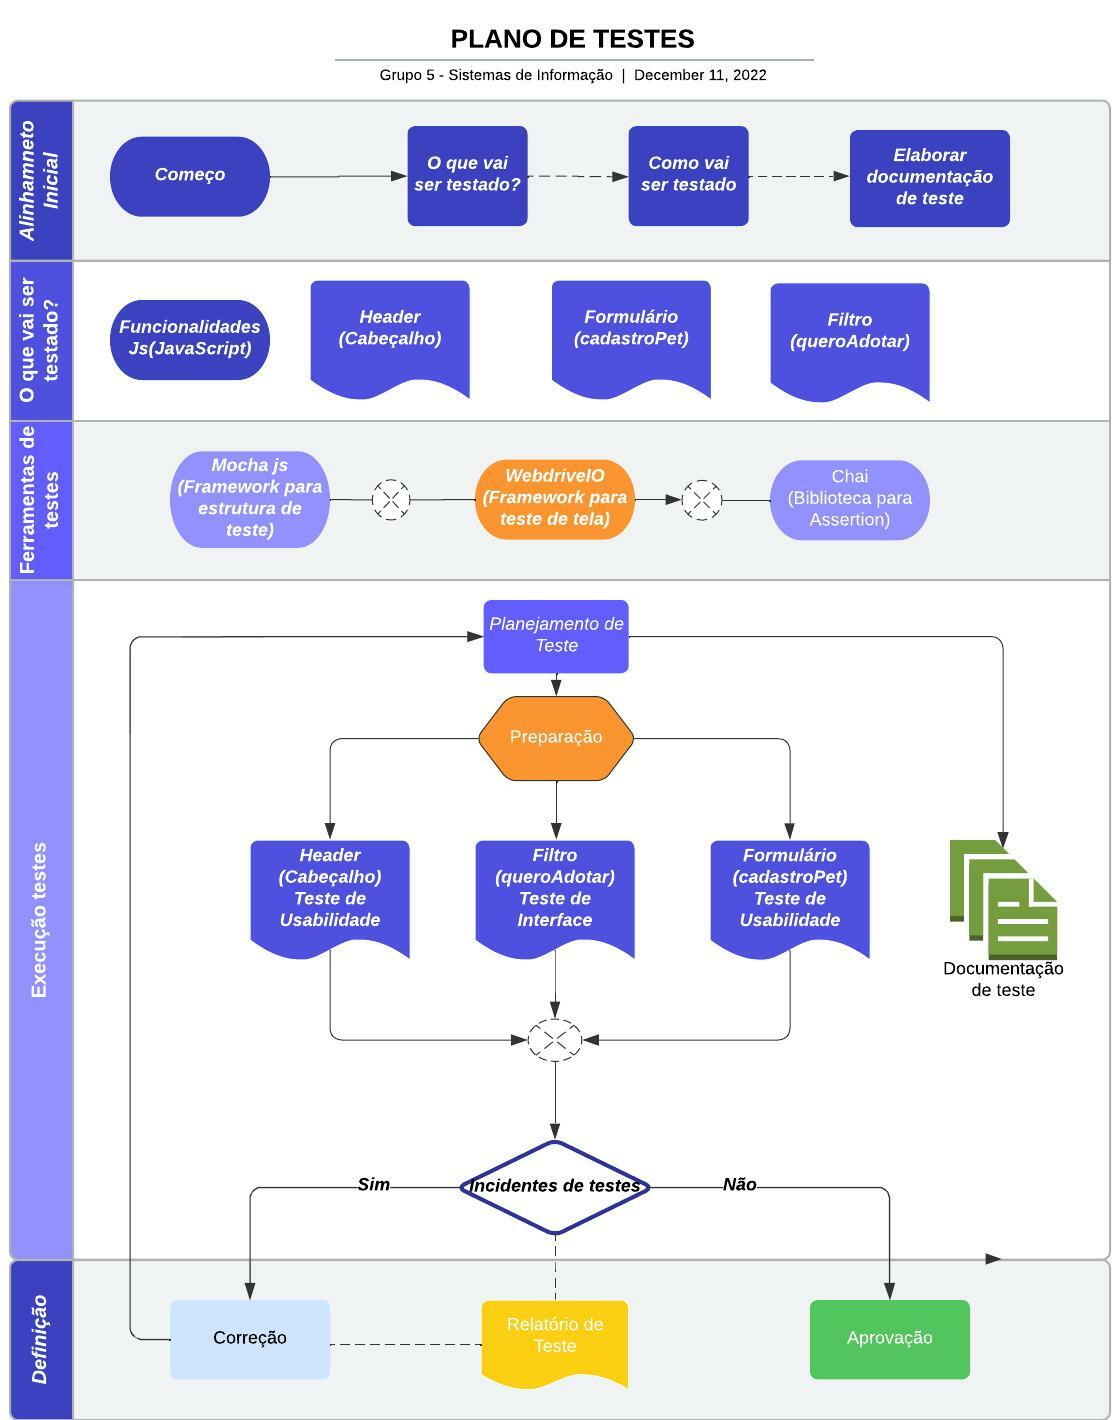 PLANO DE TESTES
Grupo 5 - Sistemas de Informação | December 11, 2022
Alinhamneto
Inicial
Começo
O que vai
ser testado?
Como vai
ser testado
Elaborar
documentação
de teste
O que vai ser
testado?
Funcionalidades
Js(JavaScript)
Header
(Cabeçalho)
Formulário
(cadastroPet)
Filtro
(queroAdotar)
Ferramentas de
testes
Mocha js
(Framework para
estrutura de
teste)
WebdriveIO
(Framework para
teste de tela)
Chai
(Biblioteca para
Assertion)
Execução testes
Planejamento de
Teste
Preparação
Header
(Cabeçalho)
Teste de
Usabilidade
Filtro
(queroAdotar)
Teste de
Interface
Formulário
(cadastroPet)
Teste de
Usabilidade
Documentação
de teste
Sim
Incidentes de testes
Não
Definição
Correção
Relatório de
Teste
Aprovação